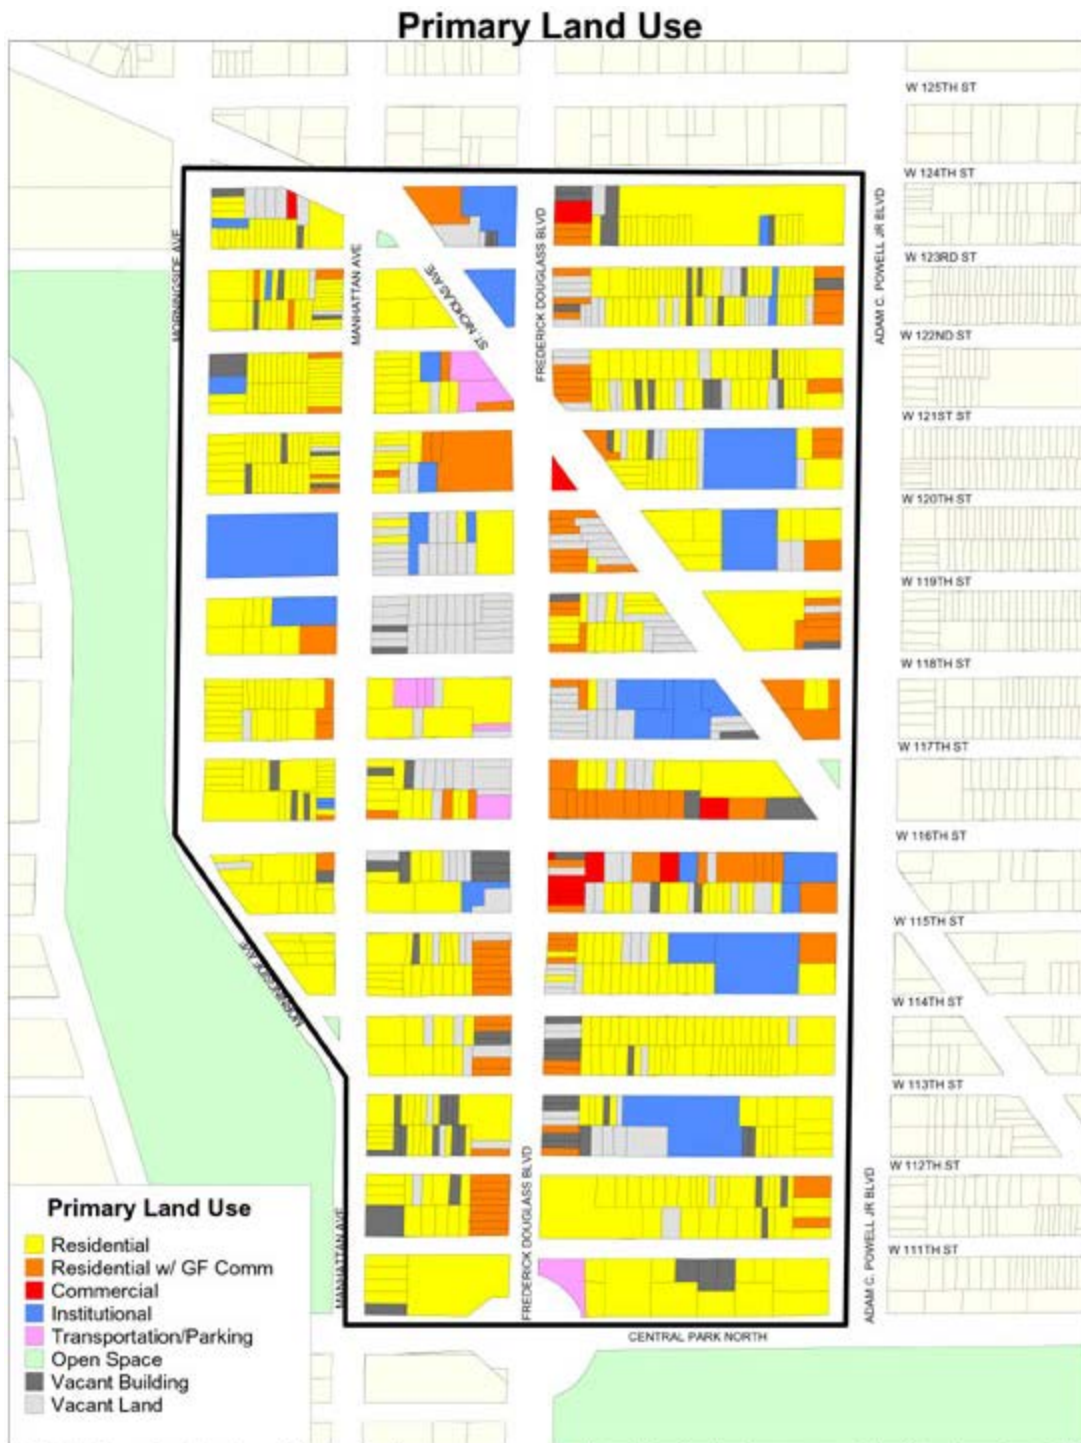 Primary Land Use
W 125TH ST
W 124TH ST
W 123RD ST
W 122ND ST
W 121ST ST
W 120TH ST
W 119TH ST
W 118TH ST
W 117TH ST
W 116TH ST
W 115TH ST
W 114TH ST
W 113TH ST
W 112TH ST
W 111TH ST
MORNINGSIDE AVE
MANHATTAN AVE
ST. NICHOLAS AVE
FREDERICK DOUGLASS BLVD
ADAM C. POWELL JR BLVD
MORNINGSIDE AVE
MANHATTAN AVE
FREDERICK DOUGLASS BLVD
ADAM C. POWELL JR BLVD
CENTRAL PARK NORTH
Primary Land Use
Residential
Residential w/ GF Comm
Commercial
Institutional
Transportation/Parking
Open Space
Vacant Building
Vacant Land